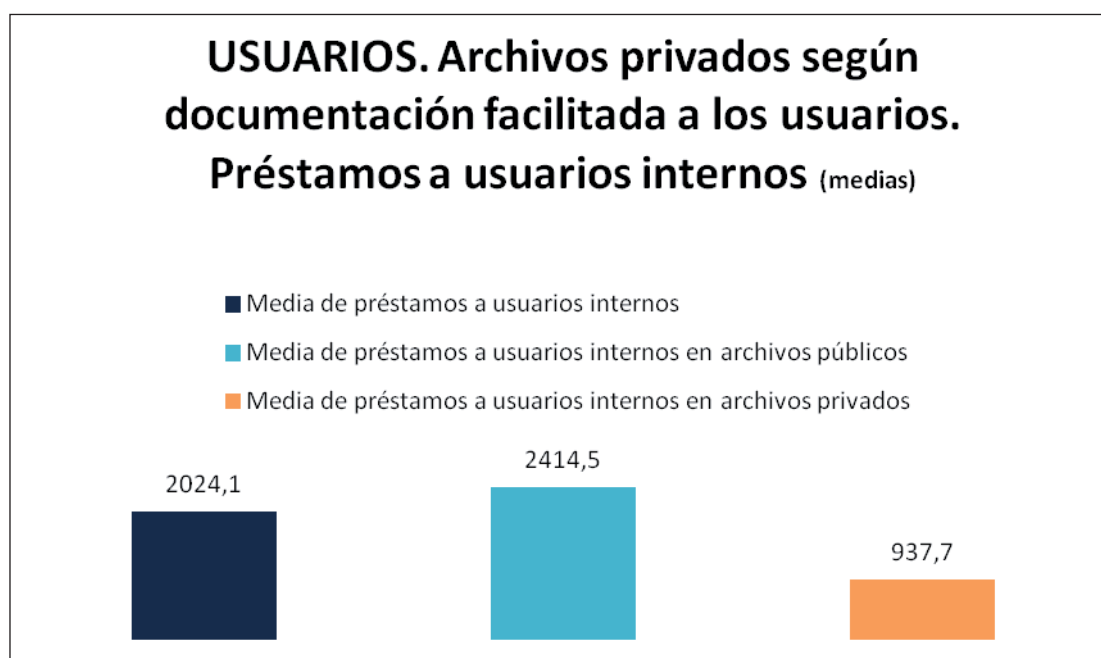 USUARIOS. Archivos privados según
documentación facilitada a los usuarios.
Préstamos a usuarios internos (medias)
Media de préstamos a usuarios internos
Media de préstamos a usuarios internos en archivos públicos
Media de préstamos a usuarios internos en archivos privados
2024,1
2414,5
937,7